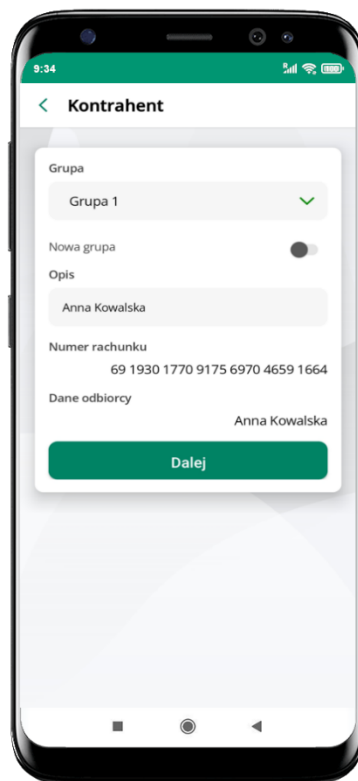 9:34
Kontrahent
Grupa
Grupa 1
Nowa grupa
Opis
Anna Kowalska
Numer rachunku
69 1930 1770 9175 6970 4659 1664
Dane odbiorcy
Anna Kowalska
Dalej